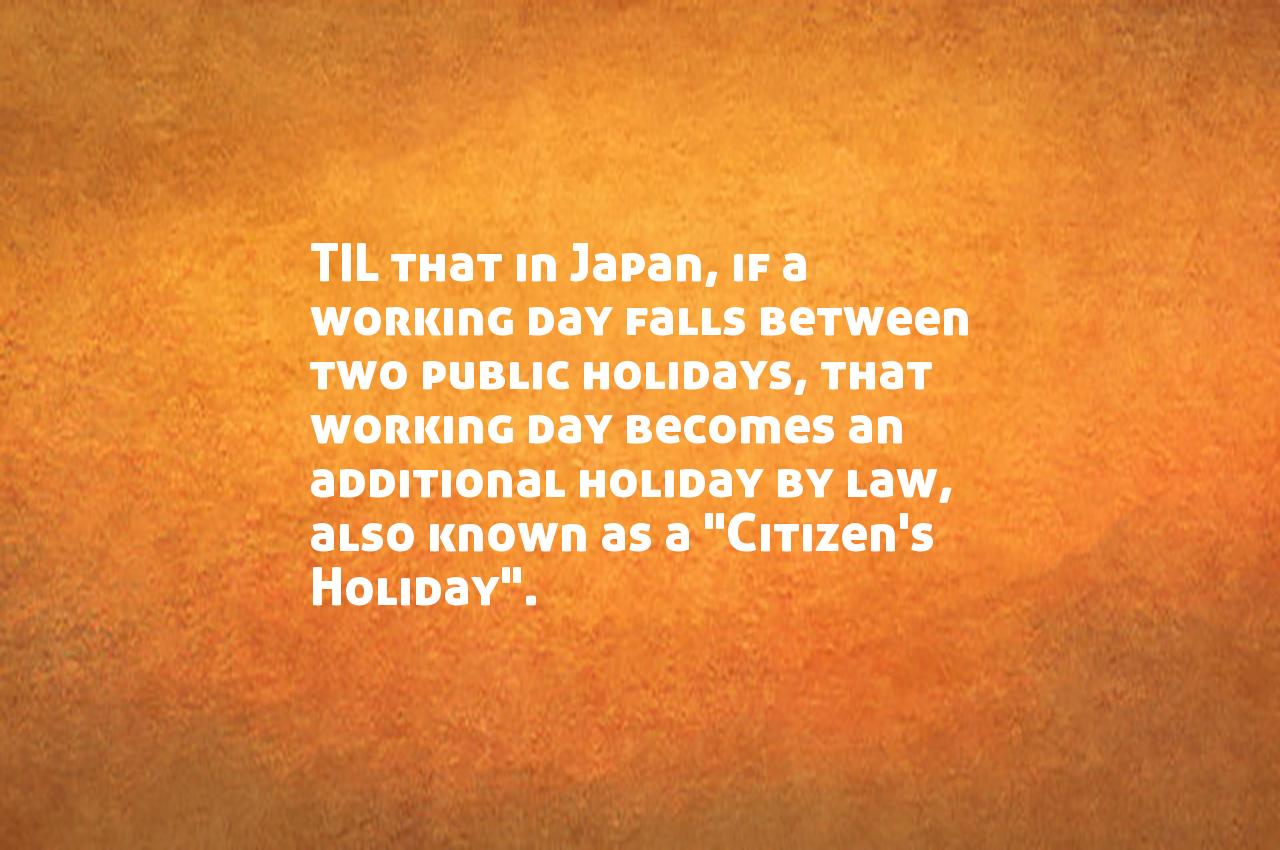 TIL that in Japan, if a
working day falls between
two public holidays, that
working day becomes an
additional holiday by law,
also known as a "Citizen's
Holiday".